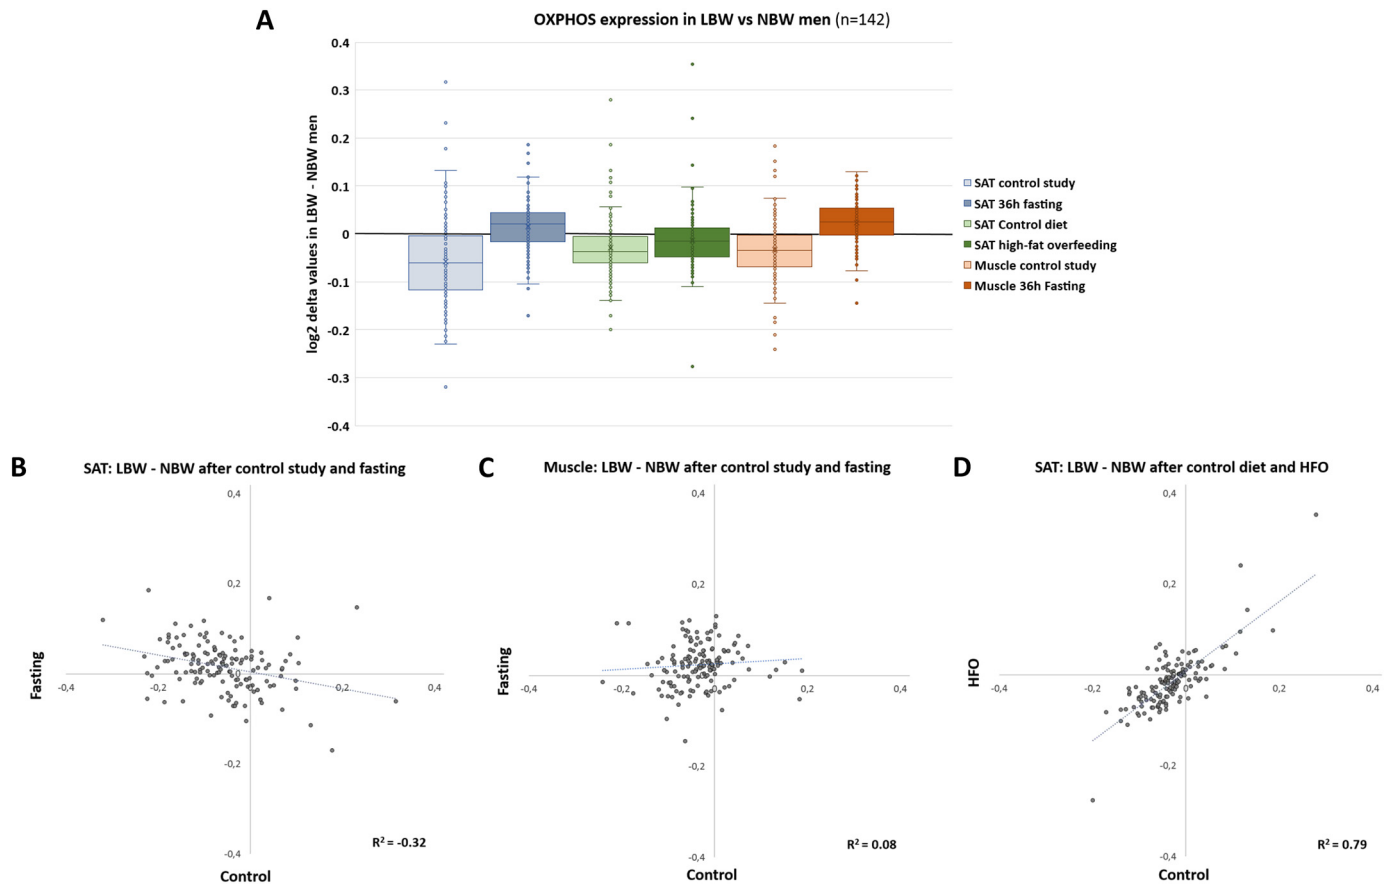 A
OXPHOS expression in LBW vs NBW men (n=142)
log2 delta values in LBW - NBW men
0.4
0.3
0.2
0.1
0
-0.1
-0.2
-0.3
-0.4
SAT control study
SAT 36h fasting
SAT Control diet
SAT high-fat overfeeding
Muscle control study
Muscle 36h Fasting
B
SAT: LBW - NBW after control study and fasting
Fasting
0,4
0,2
-0,4
-0,2
0,0
0,2
0,4
-0,2
-0,4
R² = -0.32
Control
C
Muscle: LBW - NBW after control study and fasting
Fasting
0,4
0,2
-0,4
-0,2
0,0
0,2
0,4
-0,2
-0,4
R² = 0.08
Control
D
SAT: LBW - NBW after control diet and HFO
HFO
0,4
0,2
-0,4
-0,2
0,0
0,2
0,4
-0,2
-0,4
R² = 0.79
Control